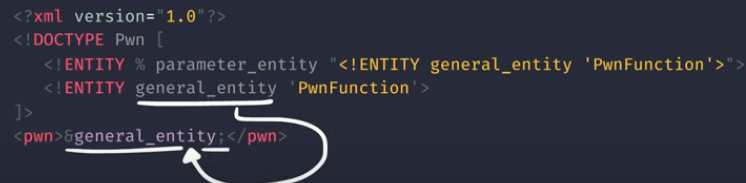 <?xml version="1.0"?>
<!DOCTYPE Pwn [
<!ENTITY % parameter_entity "<!ENTITY general_entity 'PwnFunction'>">
<!ENTITY general_entity 'PwnFunction'>
]>
<pwn>&general_entity;</pwn>